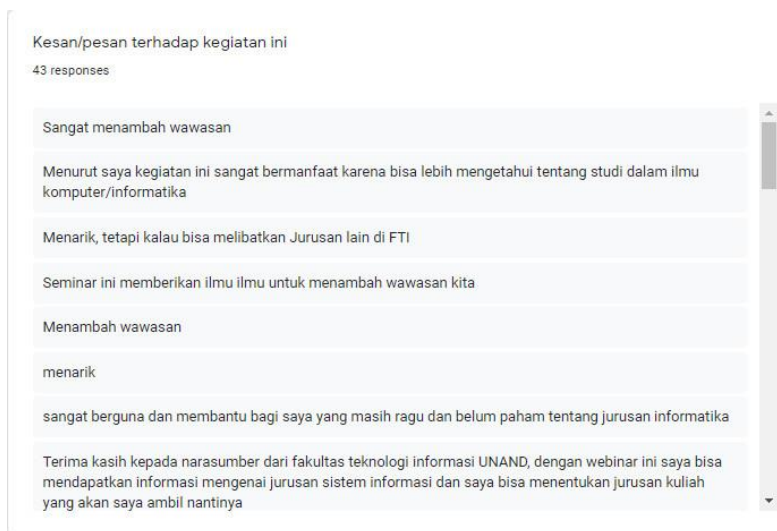 Kesan/pesan terhadap kegiatan ini
43 responses
Sangat menambah wawasan
Menurut saya kegiatan ini sangat bermanfaat karena bisa lebih mengetahui tentang studi dalam ilmu
komputer/informatika
Menarik, tetapi kalau bisa melibatkan Jurusan lain di FTI
Seminar ini memberikan ilmu ilmu untuk menambah wawasan kita
Menambah wawasan
menarik
sangat berguna dan membantu bagi saya yang masih ragu dan belum paham tentang jurusan informatika
Terima kasih kepada narasumber dari fakultas teknologi informasi UNAND, dengan webinar ini saya bisa
mendapatkan informasi mengenai jurusan sistem informasi dan saya bisa menentukan jurusan kuliah
yang akan saya ambil nantinya